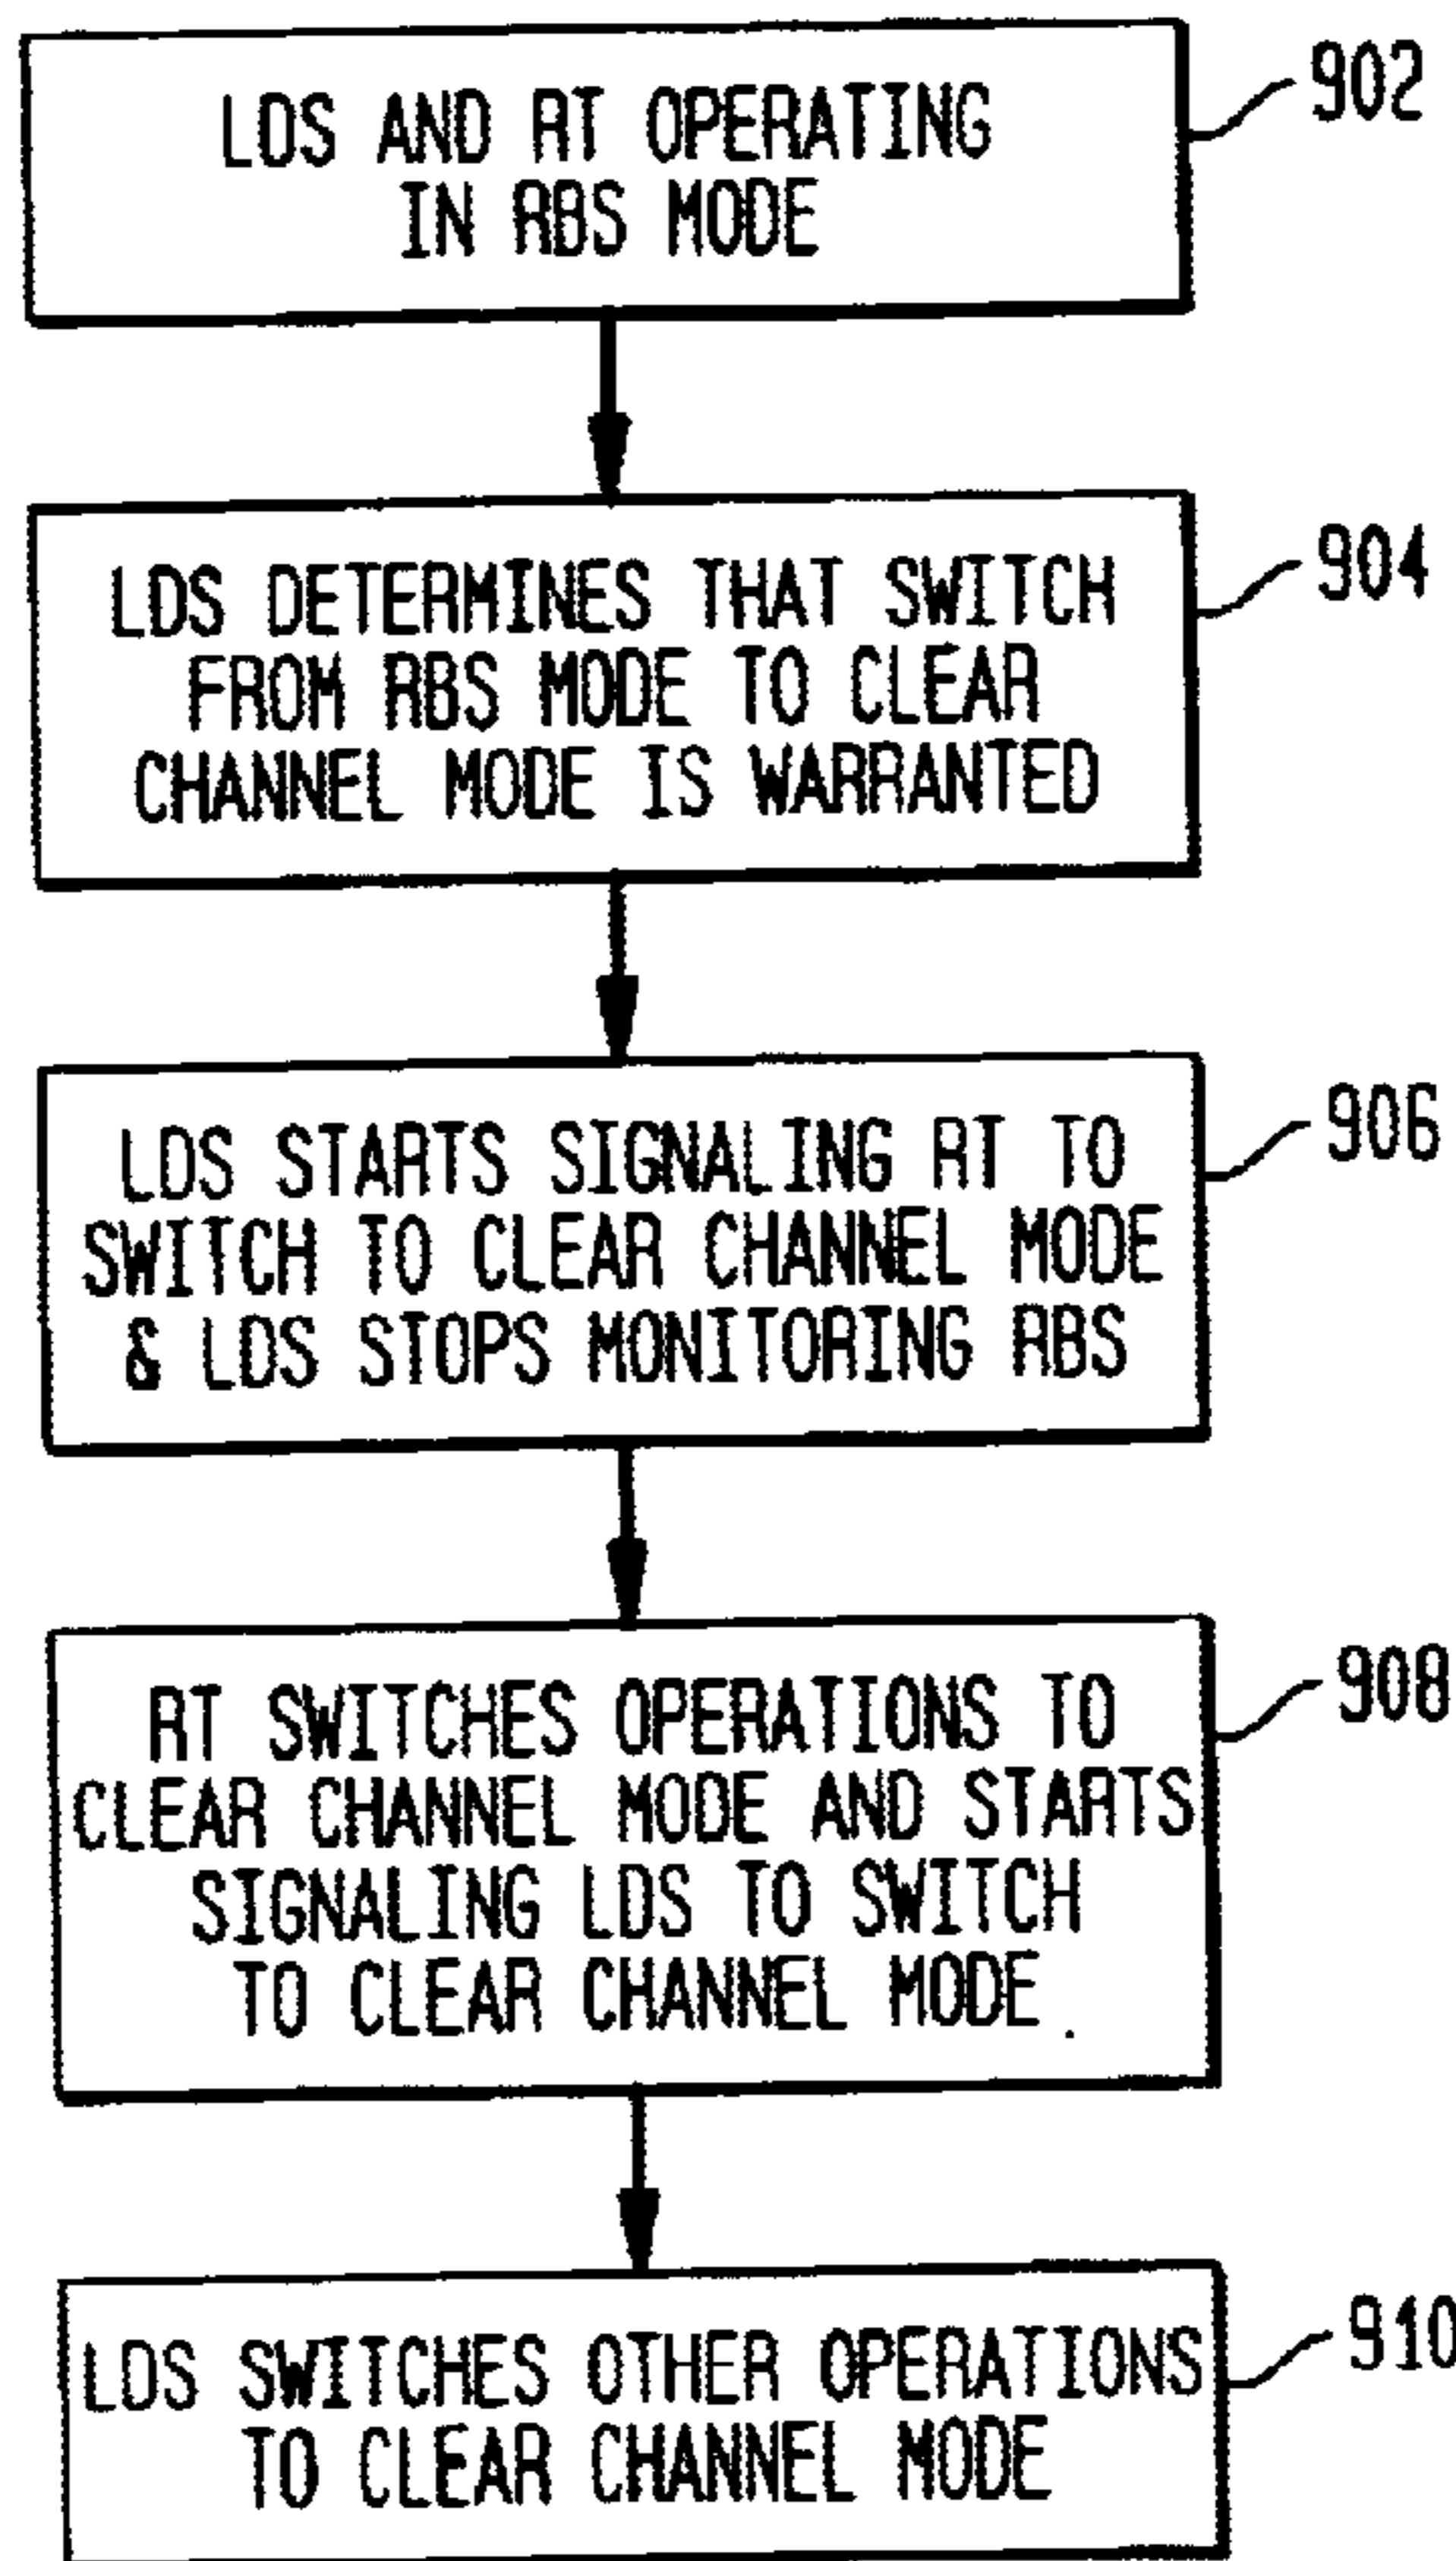 LDS AND RT OPERATING
IN RBS MODE
902
LDS DETERMINES THAT SWITCH
FROM RBS MODE TO CLEAR
CHANNEL MODE IS WARRANTED
904
LDS STARTS SIGNALING RT TO
SWITCH TO CLEAR CHANNEL MODE
& LDS STOPS MONITORING RBS
906
RT SWITCHES OPERATIONS TO
CLEAR CHANNEL MODE AND STARTS
SIGNALING LDS TO SWITCH
TO CLEAR CHANNEL MODE .
908
LDS SWITCHES OTHER OPERATIONS
TO CLEAR CHANNEL MODE
910